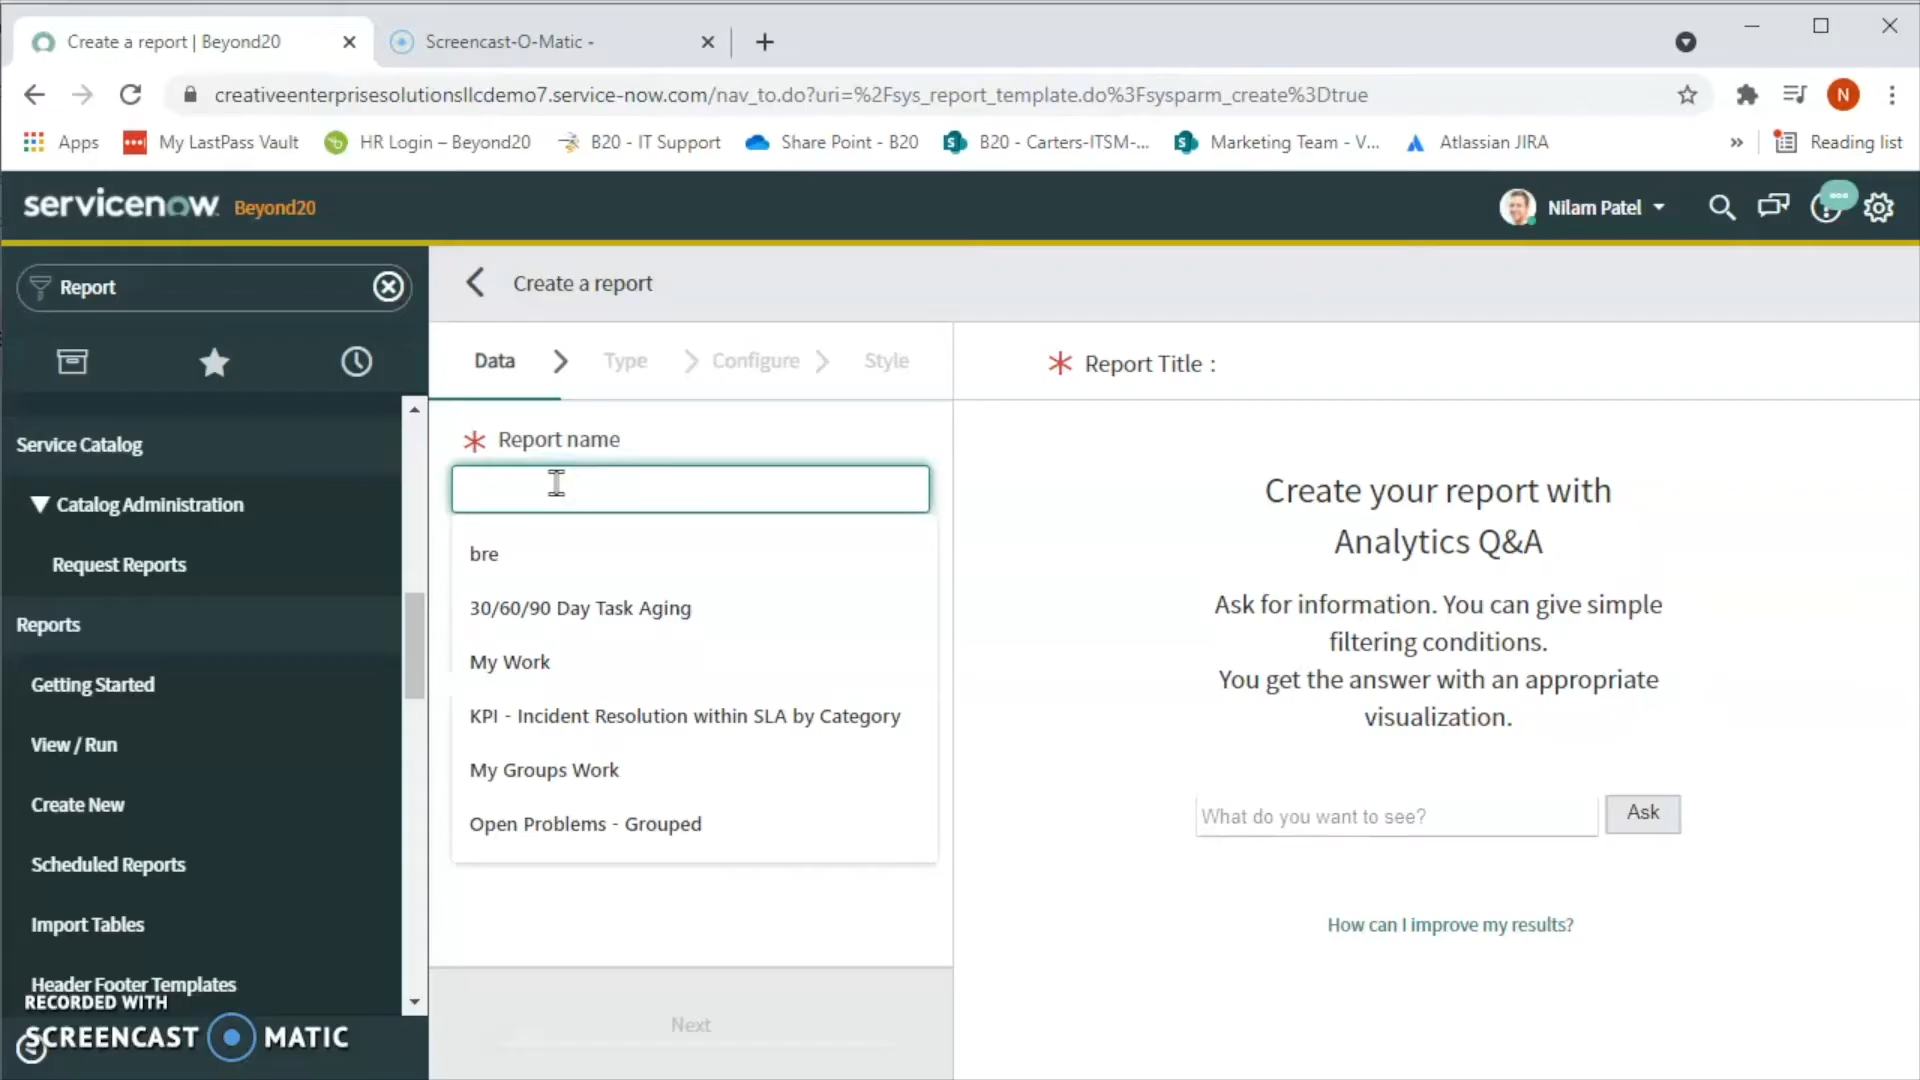 Create a report | Beyond20
Screencast-O-Matic -
creativeenterprisesolutionsllcdemo7.service-now.com/nav_to.do?uri=%2Fsys_report_template.do%3Fsysparm_create%3Dtrue
N
Apps
My LastPass Vault
HR Login – Beyond20
B20 - IT Support
Share Point - B20
B20 - Carters-ITSM-...
Marketing Team - V...
Atlassian JIRA
»
Reading list
servicenow
Beyond20
Nilam Patel
Report
Create a report
Service Catalog
Catalog Administration
Request Reports
Reports
Getting Started
View / Run
Create New
Scheduled Reports
Import Tables
Header Footer Templates
Data
Type
Configure
Style
* Report name
bre
30/60/90 Day Task Aging
My Work
KPI - Incident Resolution within SLA by Category
My Groups Work
Open Problems - Grouped
Next
* Report Title :
Create your report with
Analytics Q&A
Ask for information. You can give simple
filtering conditions.
You get the answer with an appropriate
visualization.
What do you want to see?
Ask
How can I improve my results?
RECORDED WITH
SCREENCAST MATIC